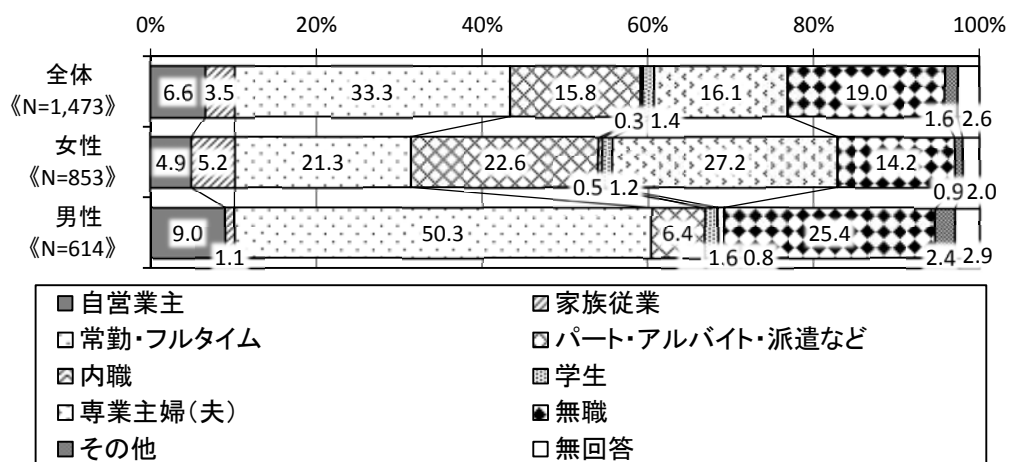 0% 20% 40% 60% 80% 100%
全体
《N=1,473》
6.6 3.5 33.3 15.8 0.3 1.4 16.1 19.0 1.6 2.6
女性
《N=853》
4.9 5.2 21.3 22.6 0.5 1.2 27.2 14.2 0.9 2.0
男性
《N=614》
9.0 1.1 50.3 6.4 1.6 0.8 25.4 2.4 2.9
自営業主 家族従業
常勤・フルタイム パート・アルバイト・派遣など
内職 学生
専業主婦(夫) 無職
その他 無回答